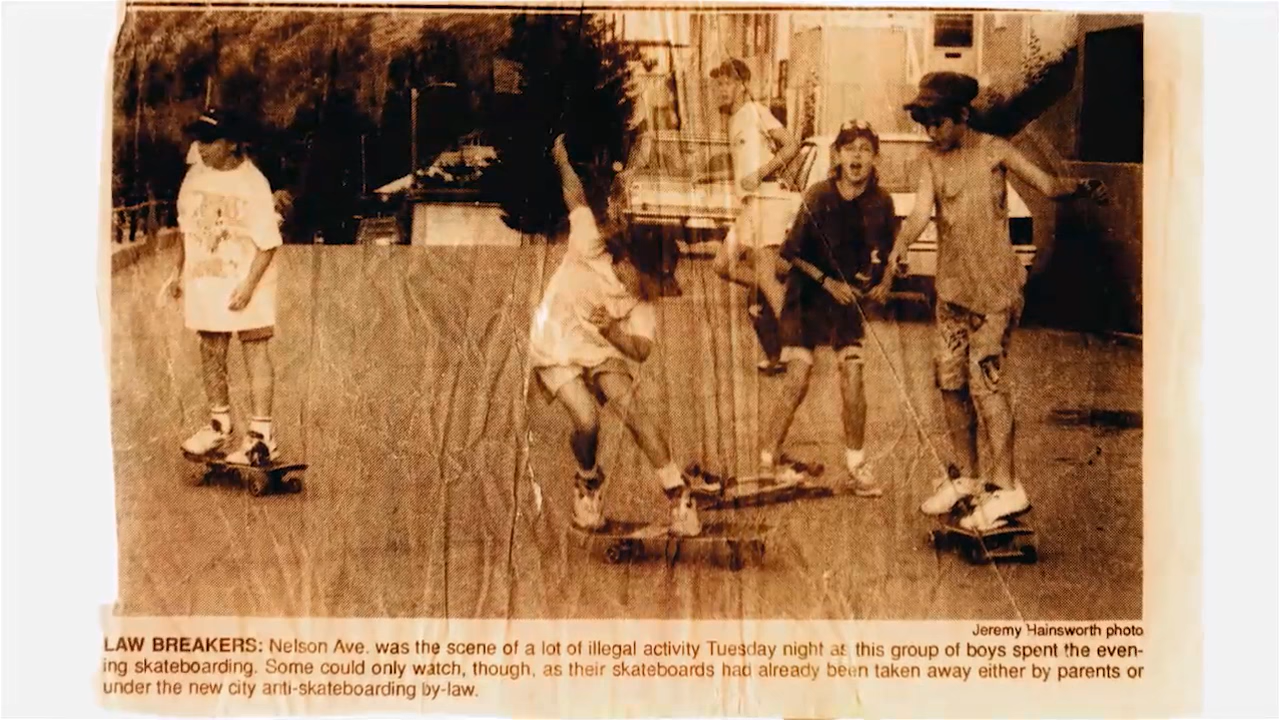 Jeremy Hainsworth photo
LAW BREAKERS: Nelson Ave. was the scene of a lot of illegal activity Tuesday night as this group of boys spent the even-
ing skateboarding. Some could only watch, though, as their skateboards had already been taken away either by parents or
under the new city anti-skateboarding by-law.